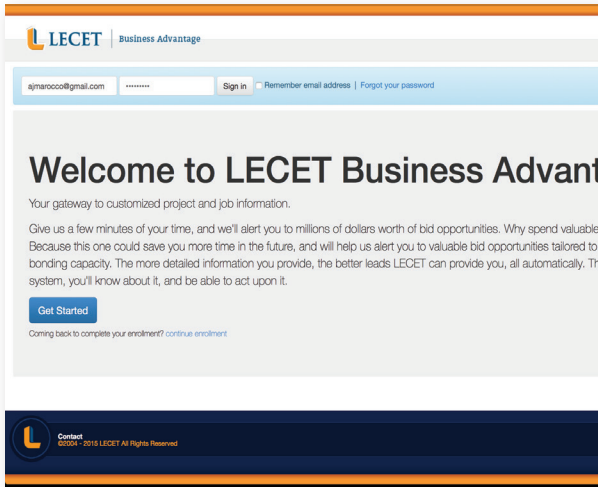 LECET Business Advantage
ajmarocco@gmail.com ········· Sign in Remember email address | Forgot your password
Welcome to LECET Business Advant
Your gateway to customized project and job information.
Give us a few minutes of your time, and we'll alert you to millions of dollars worth of bid opportunities. Why spend valuable
Because this one could save you more time in the future, and will help us alert you to valuable bid opportunities tailored to
bonding capacity. The more detailed information you provide, the better leads LECET can provide you, all automatically. Th
system, you'll know about it, and be able to act upon it.
Get Started
Coming back to complete your enrollment? continue enrollment
Contact
©2004 - 2015 LECET All Rights Reserved